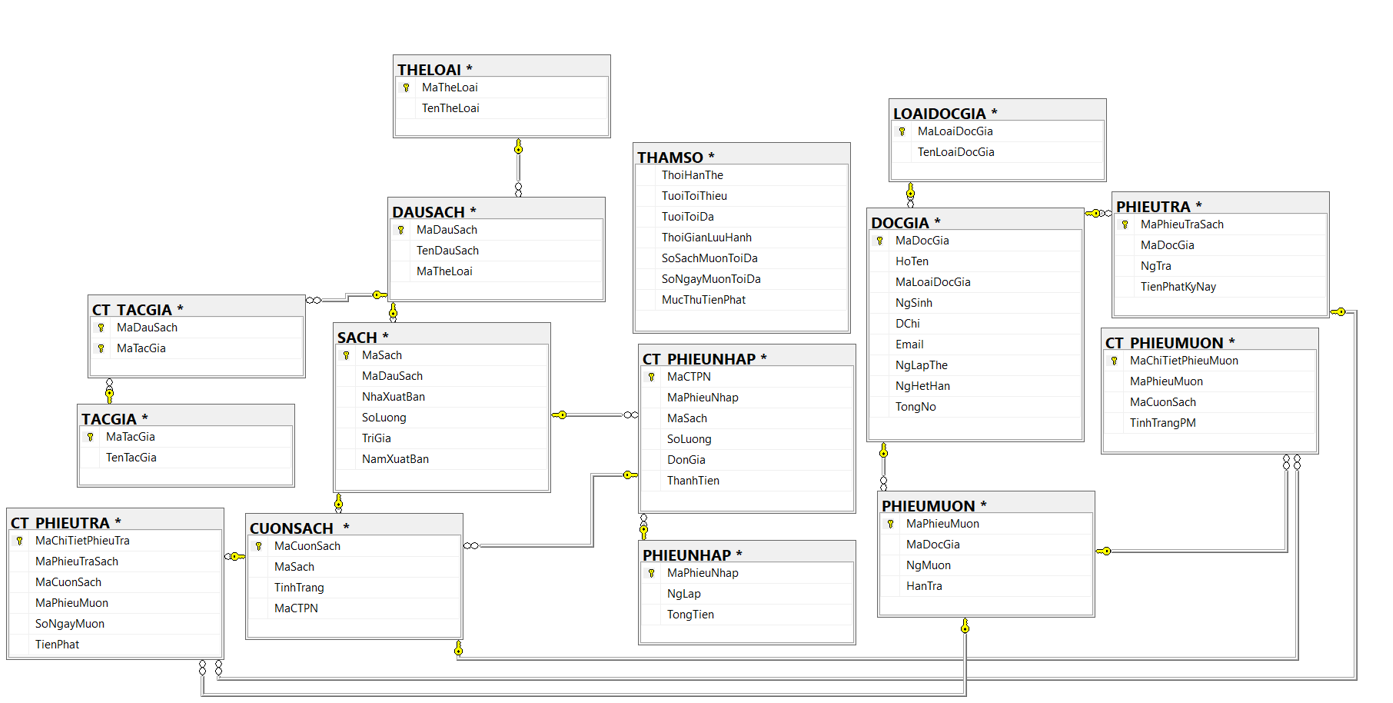 THELOAI *
MaTheLoai
TenTheLoai
DAUSACH *
MaDauSach
TenDauSach
MaTheLoai
CT_TACGIA *
MaDauSach
MaTacGia
TACGIA *
MaTacGia
TenTacGia
SACH *
MaSach
MaDauSach
NhaXuatBan
SoLuong
TriGia
NamXuatBan
CT_PHIEUTRA *
MaChiTietPhieuTra
MaPhieuTraSach
MaCuonSach
MaPhieuMuon
SoNgayMuon
TienPhat
CUONSACH *
MaCuonSach
MaSach
TinhTrang
MaCTPN
THAMSO *
ThoiHanThe
TuoiToiThieu
TuoiToiDa
ThoiGianLuuHanh
SoSachMuonToiDa
SoNgayMuonToiDa
MucThuTienPhat
CT_PHIEUNHAP *
MaCTPN
MaPhieuNhap
MaSach
SoLuong
DonGia
ThanhTien
PHIEUNHAP *
MaPhieuNhap
NgLap
TongTien
LOAIDOCGIA *
MaLoaiDocGia
TenLoaiDocGia
DOCGIA *
MaDocGia
HoTen
MaLoaiDocGia
NgSinh
DChi
Email
NgLapThe
NgHetHan
TongNo
PHIEUMUON *
MaPhieuMuon
MaDocGia
NgMuon
HanTra
PHIEUTRA *
MaPhieuTraSach
MaDocGia
NgTra
TienPhatKyNay
CT_PHIEUMUON *
MaChiTietPhieuMuon
MaPhieuMuon
MaCuonSach
TinhTrangPM